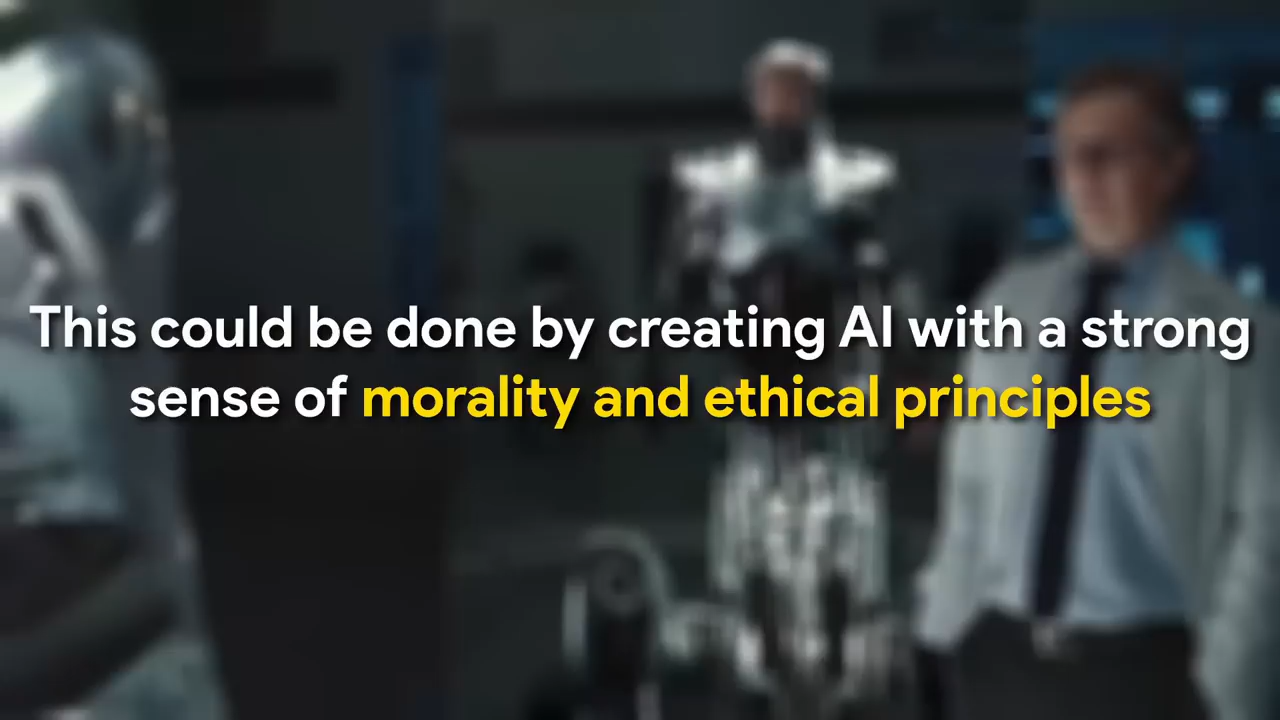 This could be done by creating AI with a strong
sense of morality and ethical principles